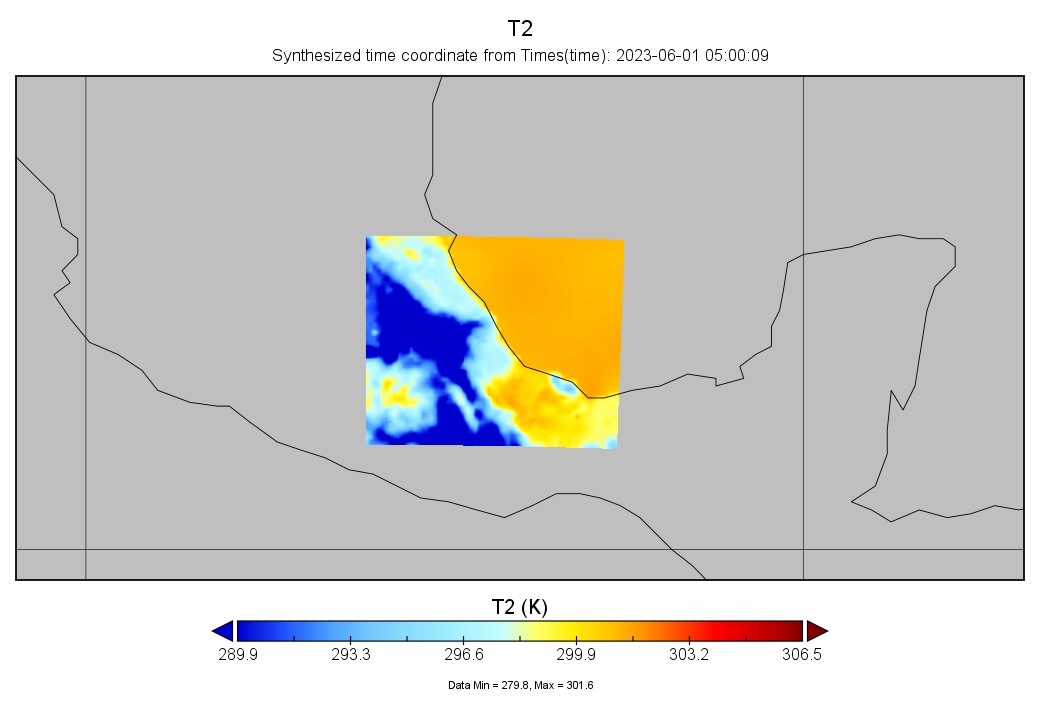 T2
Synthesized time coordinate from Times(time): 2023-06-01 05:00:09
T2 (K)
289.9 293.3 296.6 299.9 303.2 306.5
Data Min = 279.8, Max = 301.6